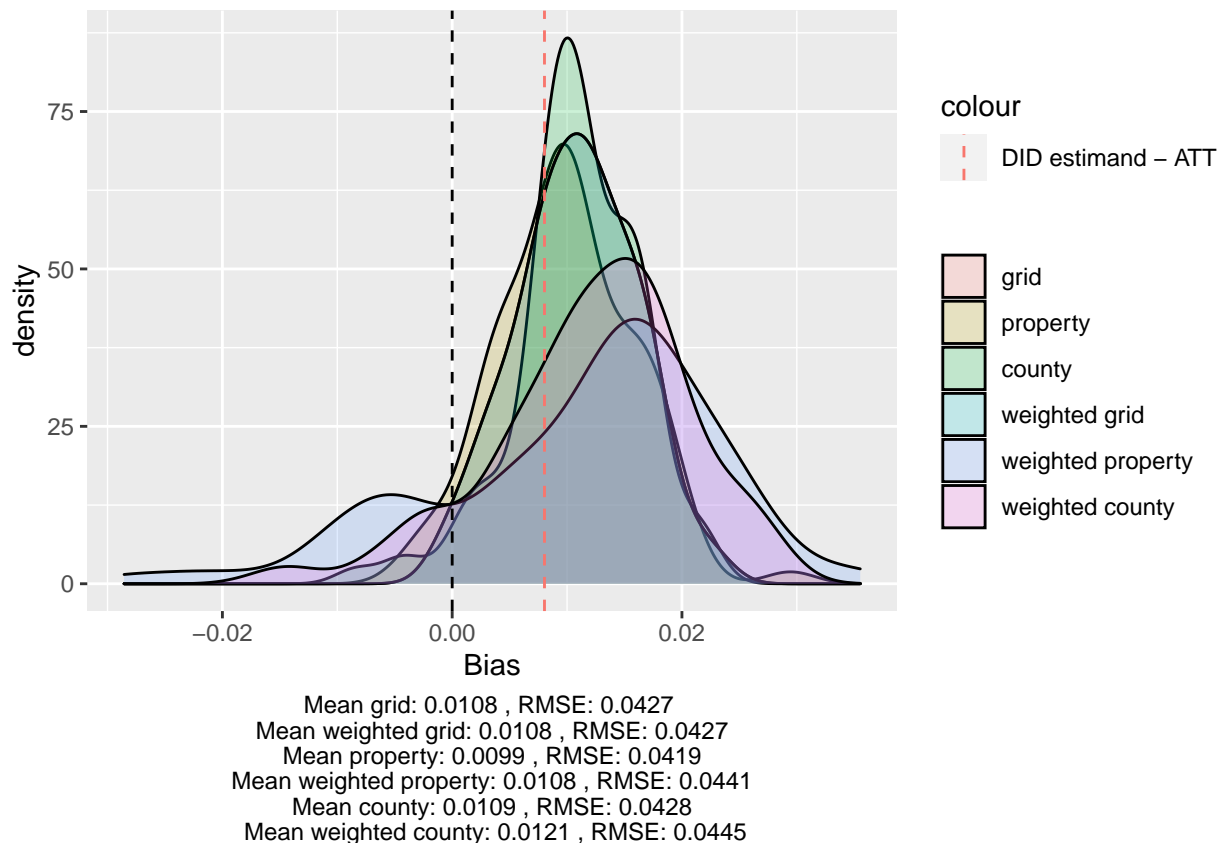 75
50
25
0
density
−0.02
0.00
0.02
Bias
colour
DID estimand − ATT
grid
property
county
weighted grid
weighted property
weighted county
Mean grid: 0.0108 , RMSE: 0.0427
Mean weighted grid: 0.0108 , RMSE: 0.0427
Mean property: 0.0099 , RMSE: 0.0419
Mean weighted property: 0.0108 , RMSE: 0.0441
Mean county: 0.0109 , RMSE: 0.0428
Mean weighted county: 0.0121 , RMSE: 0.0445